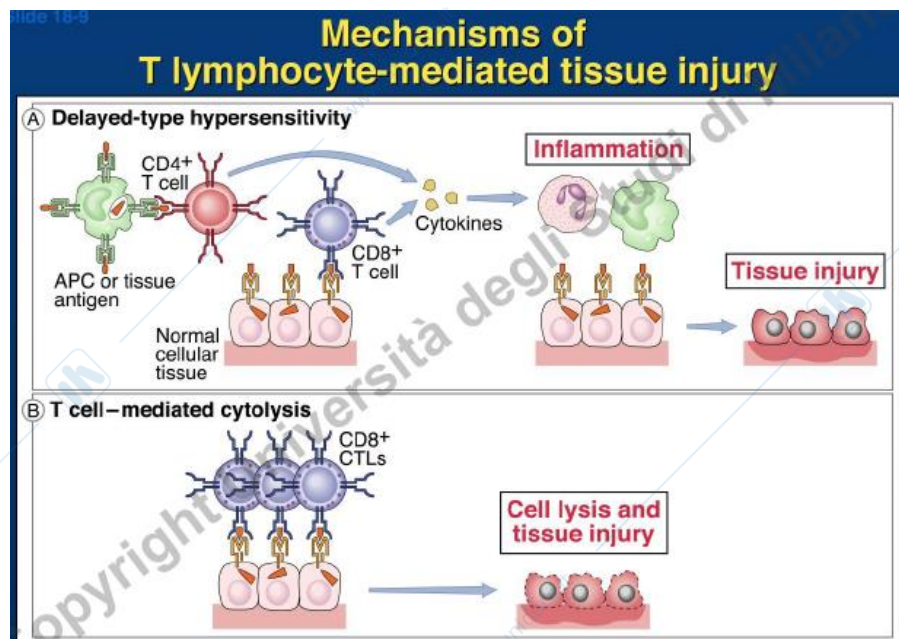 Slide 18-9
Mechanisms of
T lymphocyte-mediated tissue injury
A Delayed-type hypersensitivity
CD4+
T cell
Inflammation
Cytokines
CD8+
T cell
APC or tissue
antigen
Tissue injury
Normal
cellular
tissue
B T cell–mediated cytolysis
CD8+
CTLs
Cell lysis and
tissue injury
Copyright Università degli Studi di Milano